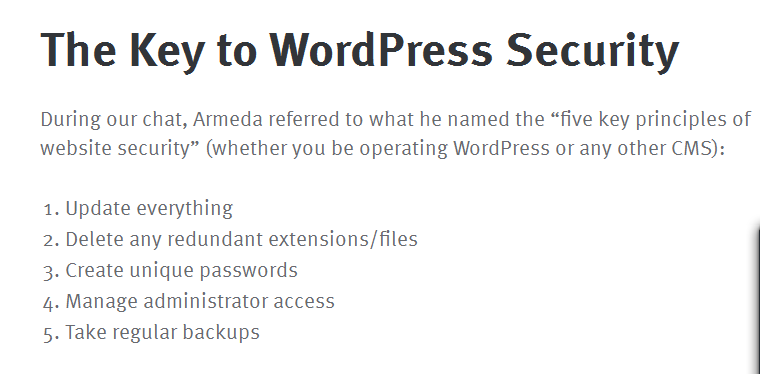 The Key to WordPress Security
During our chat, Armeda referred to what he named the “five key principles of
website security” (whether you be operating WordPress or any other CMS):
1. Update everything
2. Delete any redundant extensions/files
3. Create unique passwords
4. Manage administrator access
5. Take regular backups